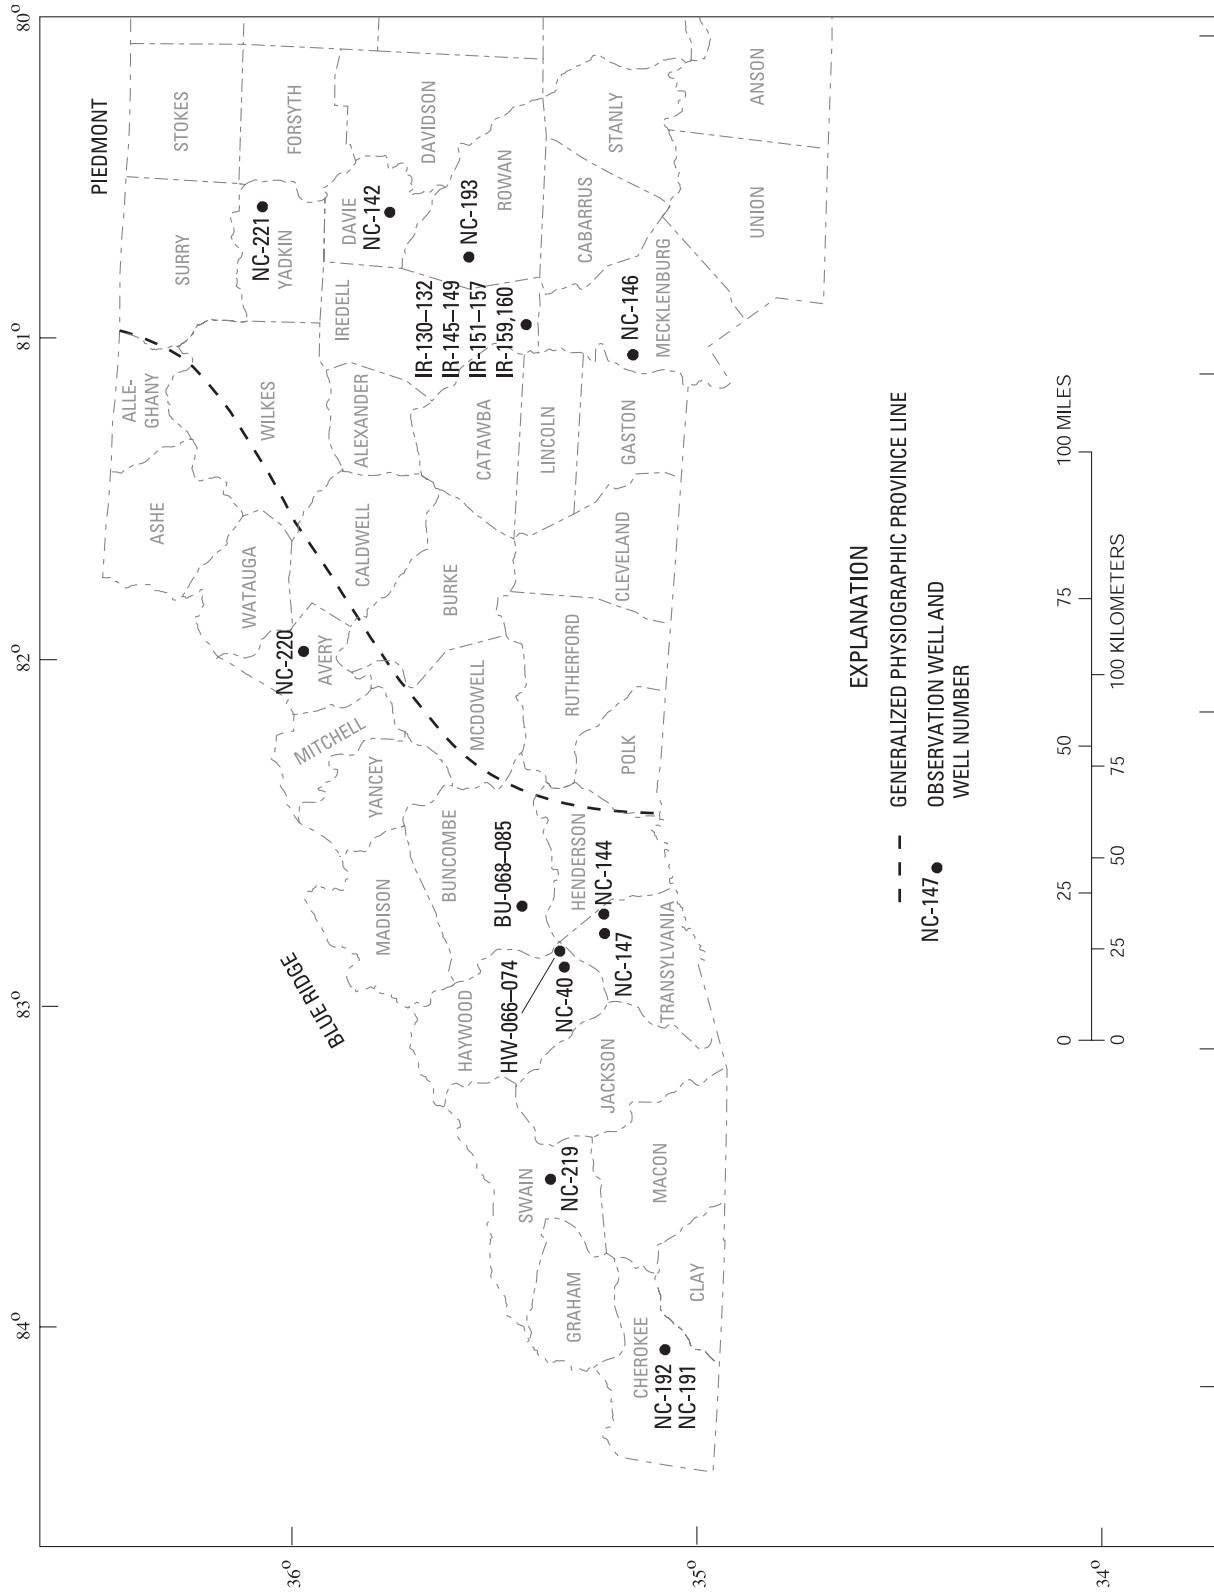 84°
83°
82°
81°
80°
36°
35°
34°
BLUE RIDGE
PIEDMONT
ASHE
ALLE-
GHANY
SURRY
STOKES
WATAUGA
WILKES
YADKIN
NC-221
FORSYTH
NC-220
AVERY
MITCHELL
CALDWELL
ALEXANDER
IREDELL
DAVIE
NC-142
DAVIDSON
MADISON
YANCEY
BURKE
CATAWBA
IR-130–132
IR-145–149
IR-151–157
IR-159,160
NC-193
ROWAN
HAYWOOD
BUNCOMBE
MCDOWELL
HW-066–074
BU-068–085
SWAIN
NC-219
NC-40
HENDERSON
NC-144
NC-147
RUTHERFORD
LINCOLN
CABARRUS
STANLY
GRAHAM
JACKSON
POLK
CLEVELAND
GASTON
NC-146
MECKLENBURG
CHEROKEE
NC-192
NC-191
MACON
TRANSYLVANIA
CLAY
UNION
ANSON
EXPLANATION
GENERALIZED PHYSIOGRAPHIC PROVINCE LINE
NC-147
OBSERVATION WELL AND
WELL NUMBER
0 25 50 75 100 MILES
0 25 50 75 100 KILOMETERS